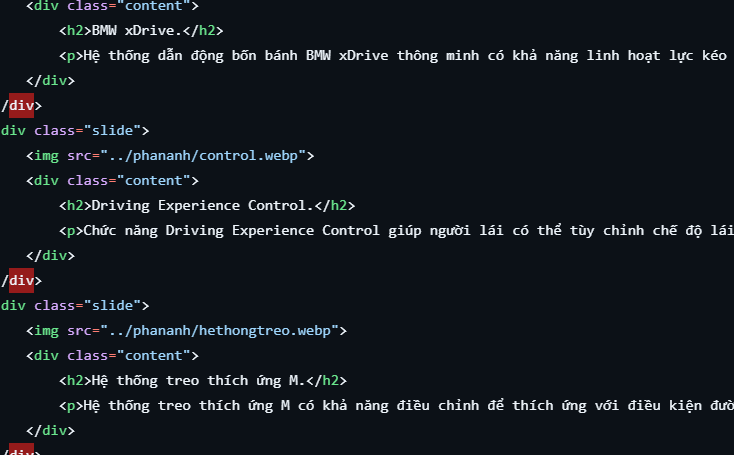 <div class="content">
<h2>BMW xDrive.</h2>
<p>Hệ thống dẫn động bốn bánh BMW xDrive thông minh có khả năng linh hoạt lực kéo
</div>
/div>
div class="slide">
<img src="../phananh/control.webp">
<div class="content">
<h2>Driving Experience Control.</h2>
<p>Chức năng Driving Experience Control giúp người lái có thể tùy chỉnh chế độ lái
</div>
/div>
div class="slide">
<img src="../phananh/hethongtreo.webp">
<div class="content">
<h2>Hệ thống treo thích ứng M.</h2>
<p>Hệ thống treo thích ứng M có khả năng điều chỉnh để thích ứng với điều kiện đườ
</div>
/div>